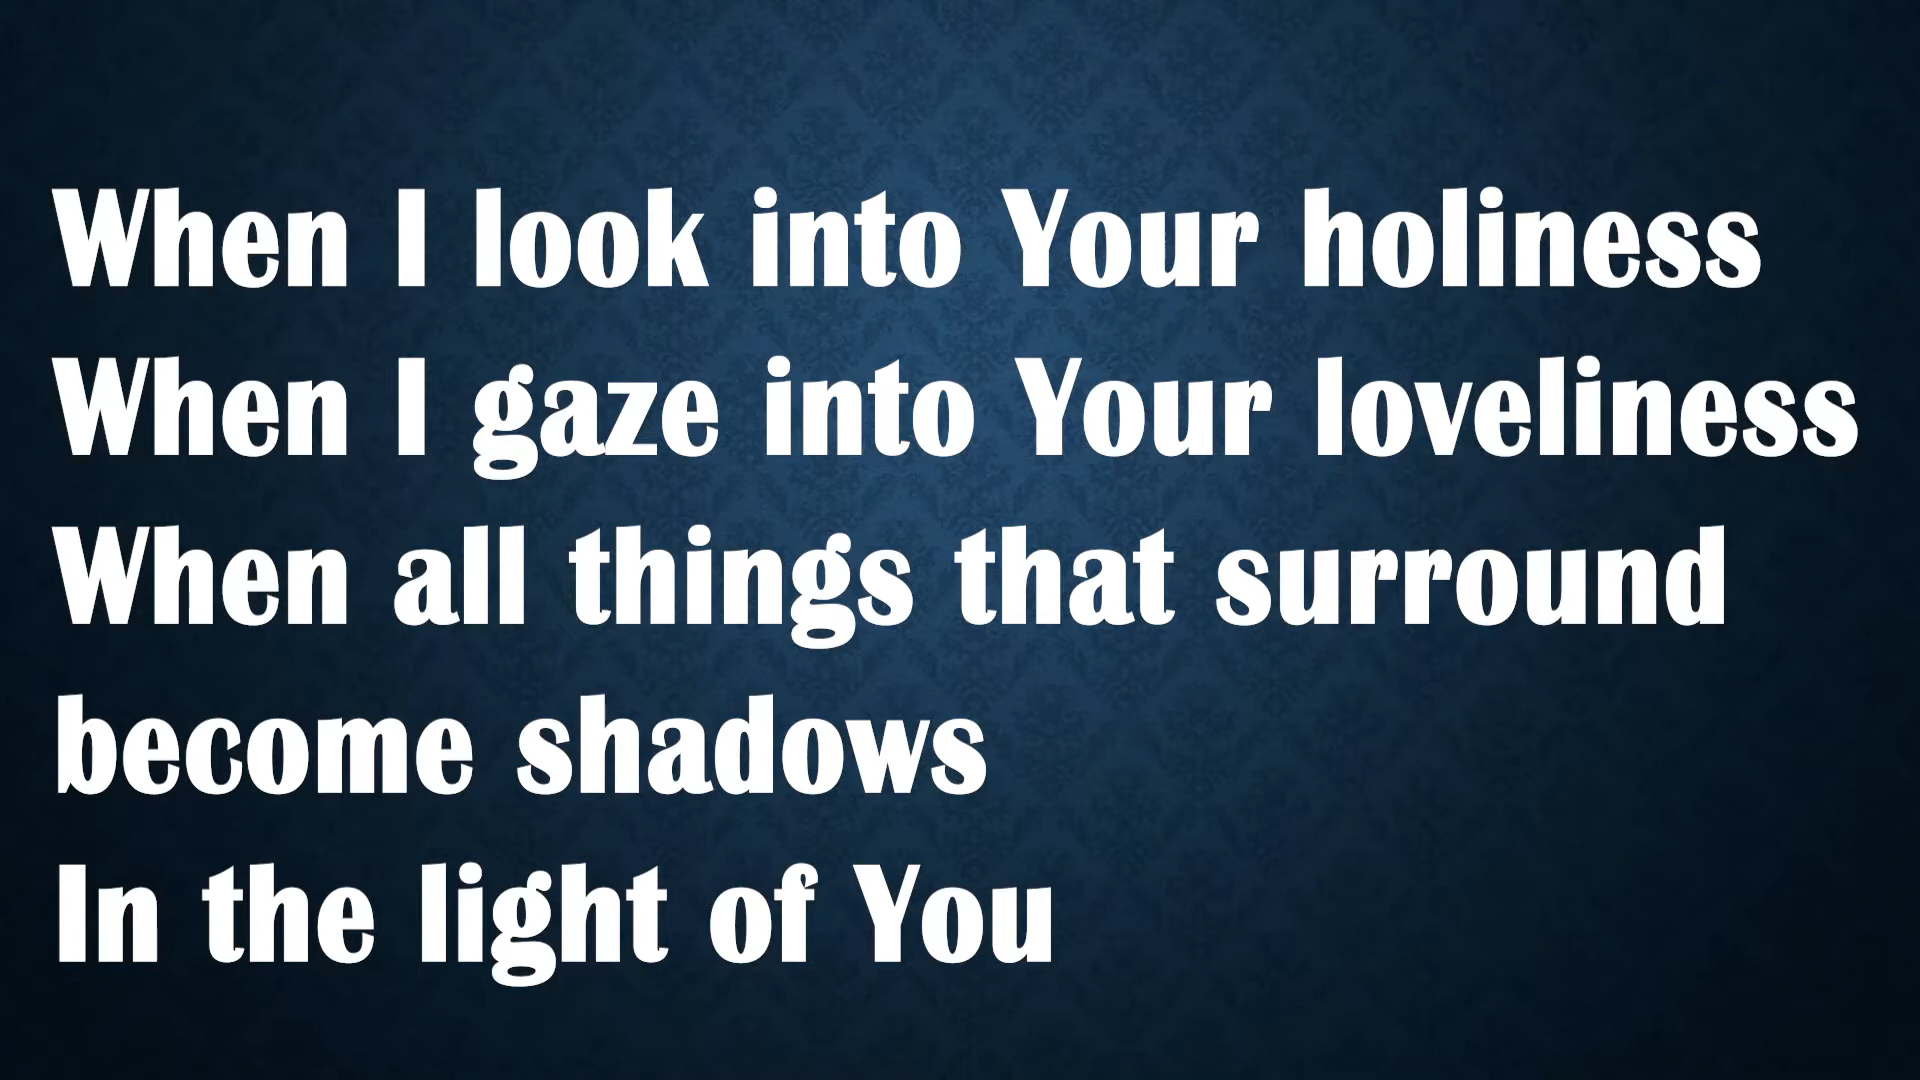 When I look into Your holiness
When I gaze into Your loveliness
When all things that surround
become shadows
In the light of You